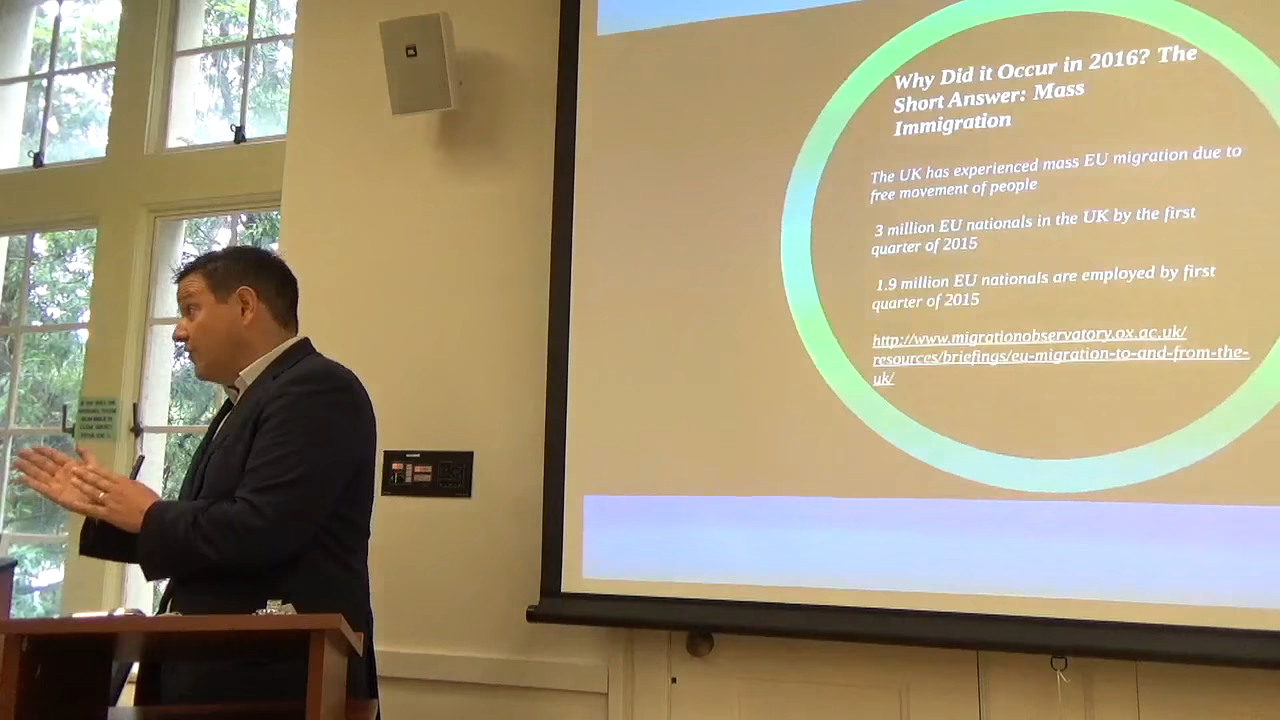 Why Did it Occur in 2016? The
Short Answer: Mass
Immigration
The UK has experienced mass EU migration due to
free movement of people
3 million EU nationals in the UK by the first
quarter of 2015
1.9 million EU nationals are employed by first
quarter of 2015
http://www.migrationobservatory.ox.ac.uk/
resources/briefings/eu-migration-to-and-from-the-
uk/
JBL